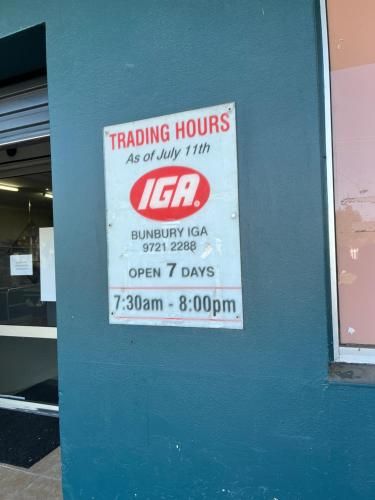 TRADING HOURS
As of July 11th
IGA®
BUNBURY IGA
9721 2288
OPEN 7 DAYS
7:30am - 8:00pm